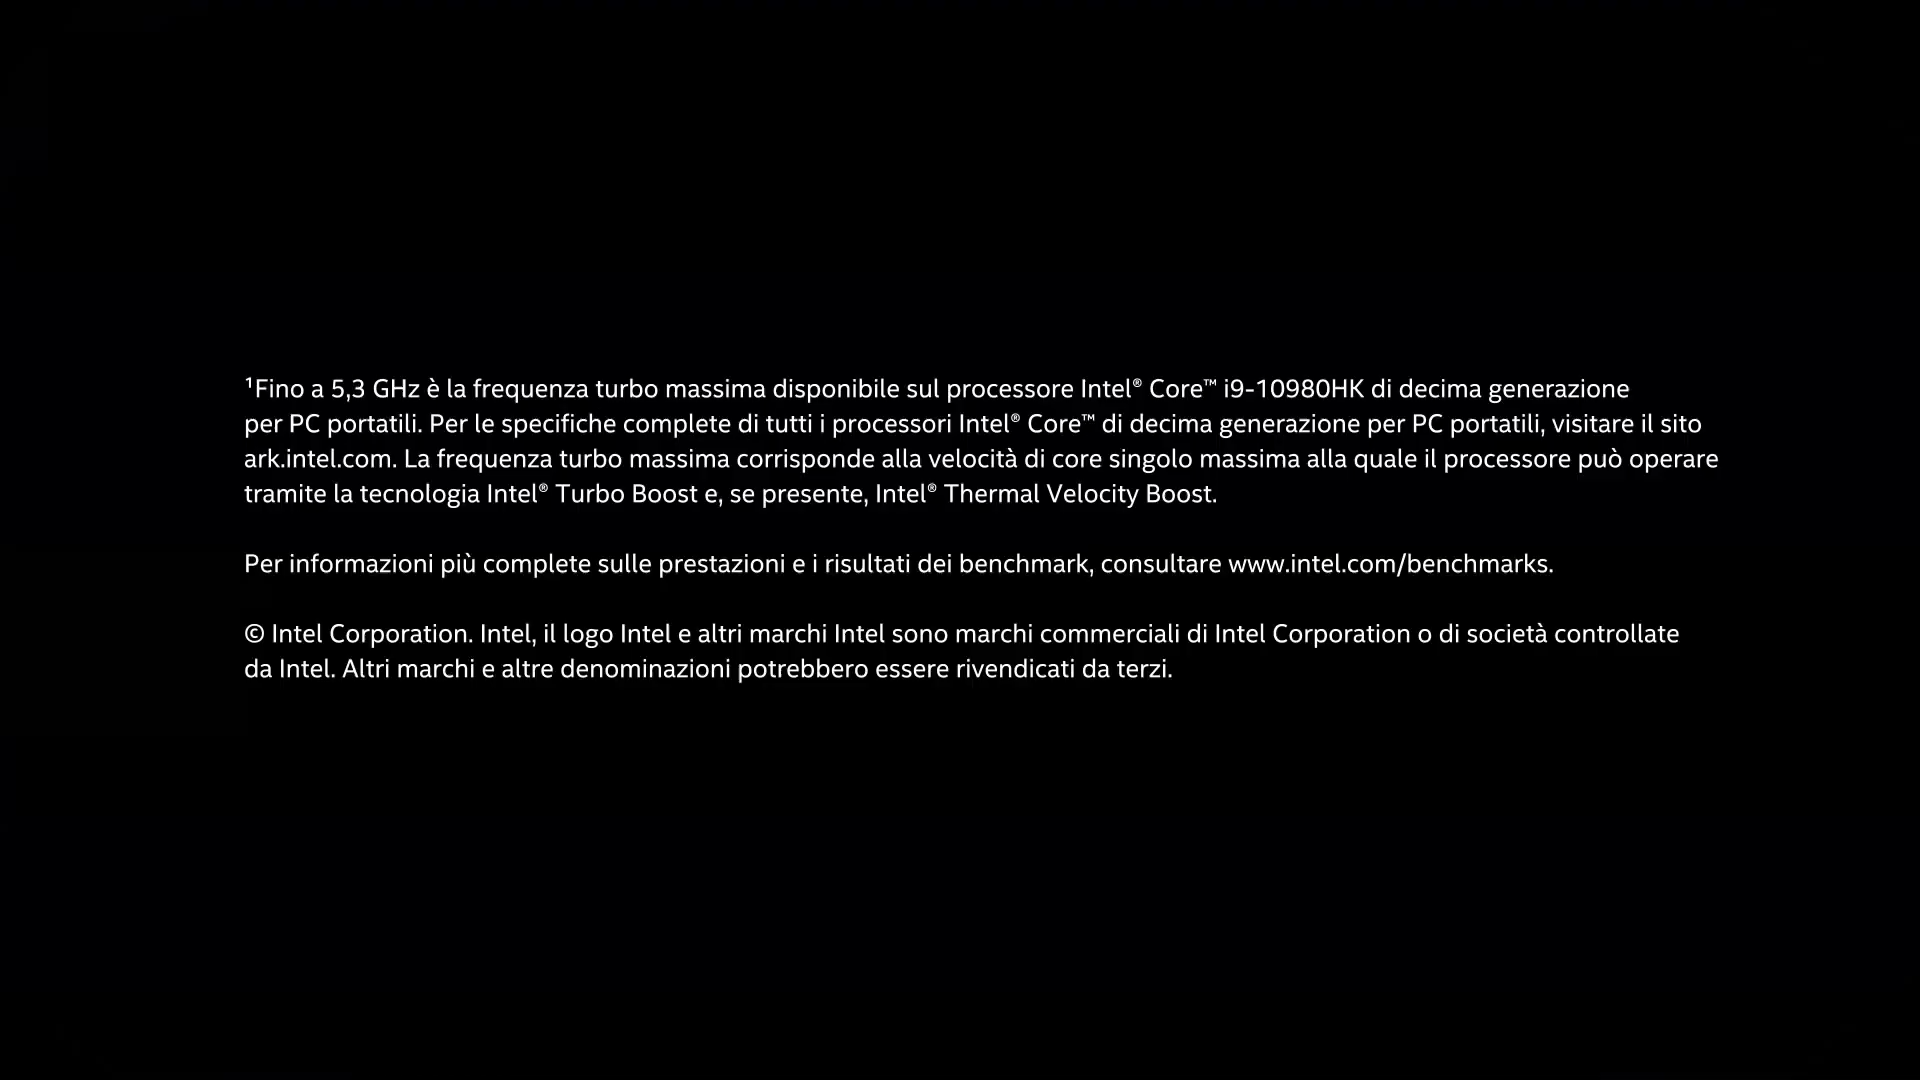 ¹Fino a 5,3 GHz è la frequenza turbo massima disponibile sul processore Intel® Core™ i9-10980HK di decima generazione
per PC portatili. Per le specifiche complete di tutti i processori Intel® Core™ di decima generazione per PC portatili, visitare il sito
ark.intel.com. La frequenza turbo massima corrisponde alla velocità di core singolo massima alla quale il processore può operare
tramite la tecnologia Intel® Turbo Boost e, se presente, Intel® Thermal Velocity Boost.
Per informazioni più complete sulle prestazioni e i risultati dei benchmark, consultare www.intel.com/benchmarks.
© Intel Corporation. Intel, il logo Intel e altri marchi Intel sono marchi commerciali di Intel Corporation o di società controllate
da Intel. Altri marchi e altre denominazioni potrebbero essere rivendicati da terzi.